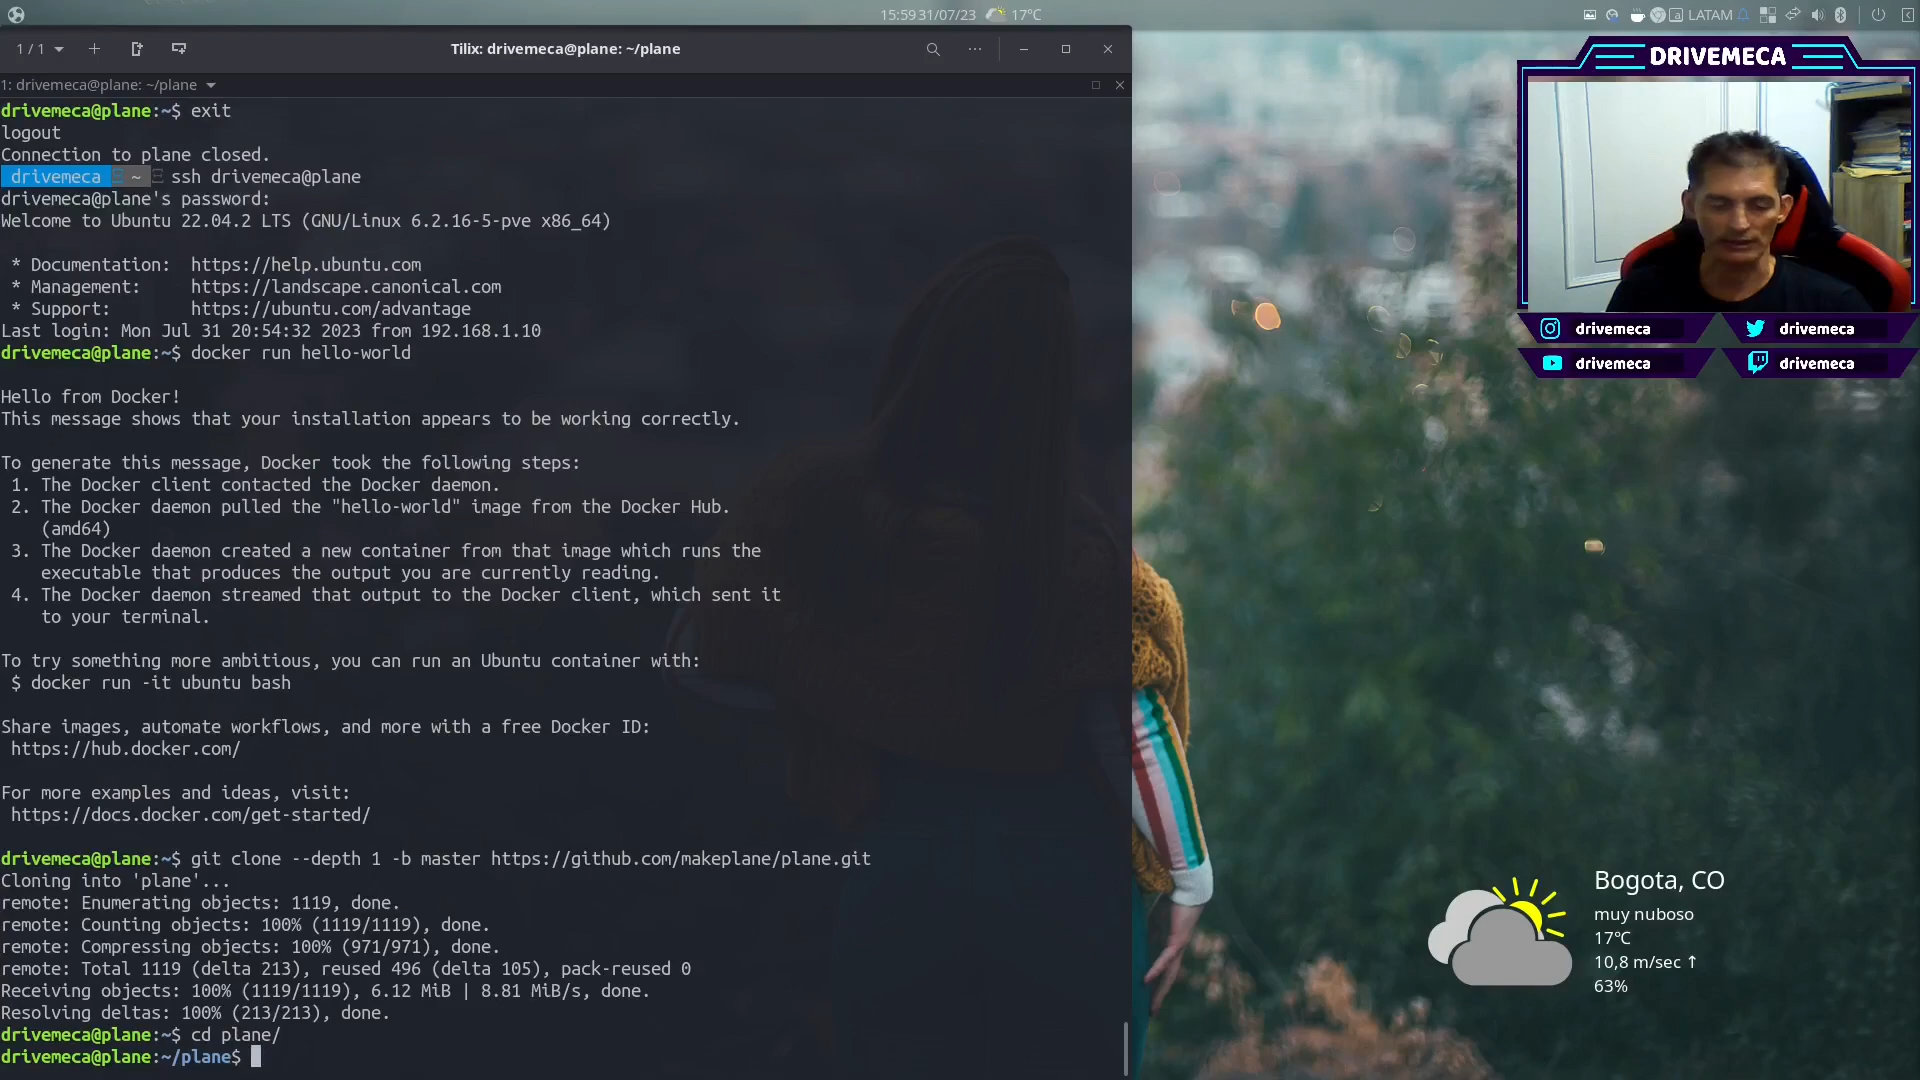 15:59 31/07/23 17°C
LATAM
1 / 1
Tilix: drivemeca@plane: ~/plane
1: drivemeca@plane: ~/plane
drivemeca@plane:~$ exit
logout
Connection to plane closed.
drivemeca ~ ssh drivemeca@plane
drivemeca@plane's password:
Welcome to Ubuntu 22.04.2 LTS (GNU/Linux 6.2.16-5-pve x86_64)
* Documentation: https://help.ubuntu.com
* Management: https://landscape.canonical.com
* Support: https://ubuntu.com/advantage
Last login: Mon Jul 31 20:54:32 2023 from 192.168.1.10
drivemeca@plane:~$ docker run hello-world
Hello from Docker!
This message shows that your installation appears to be working correctly.
To generate this message, Docker took the following steps:
1. The Docker client contacted the Docker daemon.
2. The Docker daemon pulled the "hello-world" image from the Docker Hub.
(amd64)
3. The Docker daemon created a new container from that image which runs the
executable that produces the output you are currently reading.
4. The Docker daemon streamed that output to the Docker client, which sent it
to your terminal.
To try something more ambitious, you can run an Ubuntu container with:
$ docker run -it ubuntu bash
Share images, automate workflows, and more with a free Docker ID:
https://hub.docker.com/
For more examples and ideas, visit:
https://docs.docker.com/get-started/
drivemeca@plane:~$ git clone --depth 1 -b master https://github.com/makeplane/plane.git
Cloning into 'plane'...
remote: Enumerating objects: 1119, done.
remote: Counting objects: 100% (1119/1119), done.
remote: Compressing objects: 100% (971/971), done.
remote: Total 1119 (delta 213), reused 496 (delta 105), pack-reused 0
Receiving objects: 100% (1119/1119), 6.12 MiB | 8.81 MiB/s, done.
Resolving deltas: 100% (213/213), done.
drivemeca@plane:~$ cd plane/
drivemeca@plane:~/plane$
DRIVEMECA
drivemeca
drivemeca
drivemeca
drivemeca
Bogota, CO
muy nuboso
17°C
10,8 m/sec ↑
63%